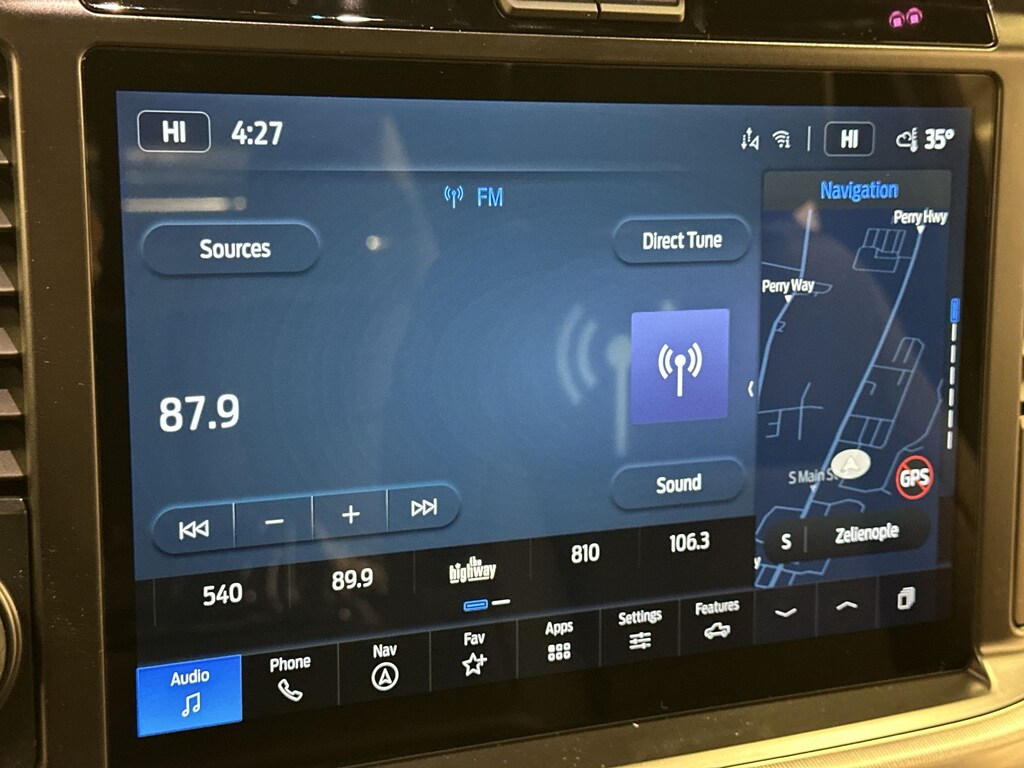 HI 4:27
HI 35°
FM
Navigation
Sources
Direct Tune
Perry Hwy
Perry Way
87.9
Sound
S Main St
GPS
S Zelienople
540 89.9 the highway 810 106.3
Audio Phone Nav Fav Apps Settings Features